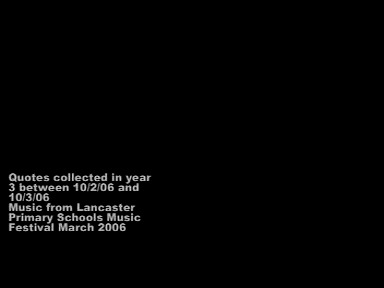 Quotes collected in year
3 between 10/2/06 and
10/3/06
Music from Lancaster
Primary Schools Music
Festival March 2006